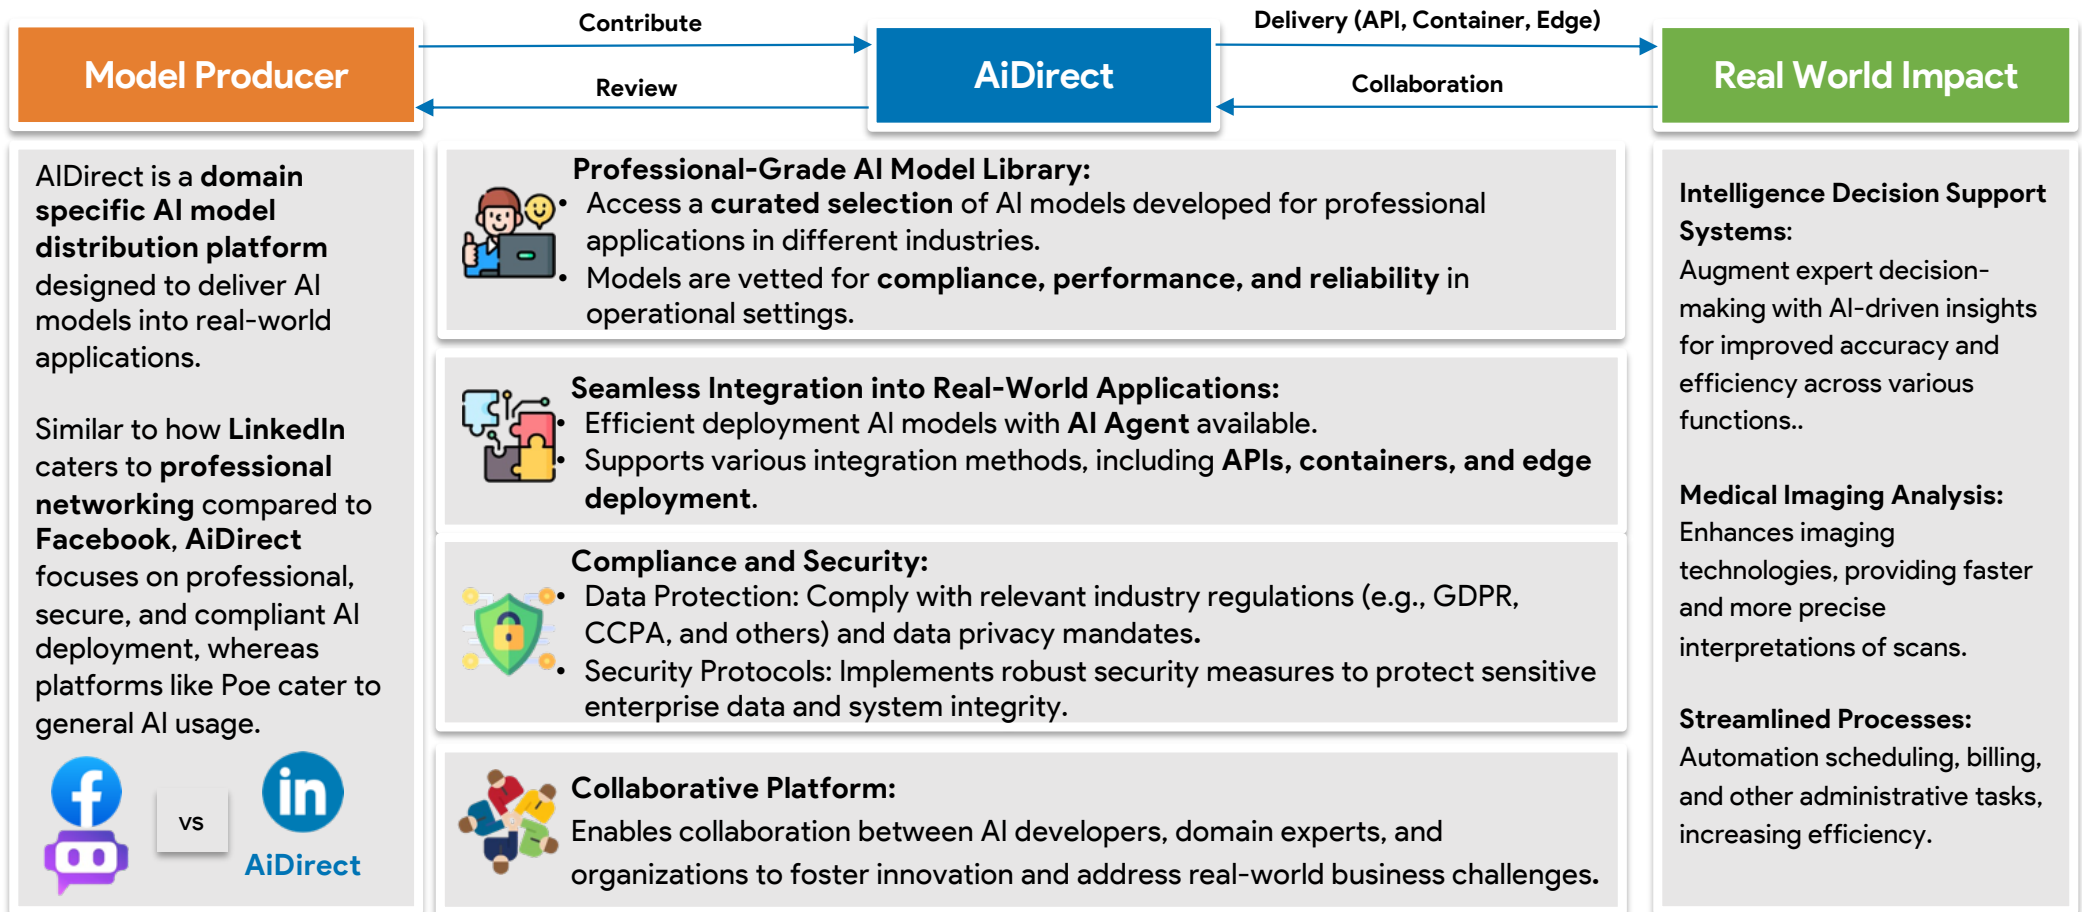 Contribute
Delivery (API, Container, Edge)
Model Producer
AiDirect
Real World Impact
Review
Collaboration
AIDirect is a domain
specific AI model
distribution platform
designed to deliver AI
models into real-world
applications.
Similar to how LinkedIn
caters to professional
networking compared to
Facebook, AiDirect
focuses on professional,
secure, and compliant AI
deployment, whereas
platforms like Poe cater to
general AI usage.
f
vs
in
AiDirect
Professional-Grade AI Model Library:
• Access a curated selection of AI models developed for professional
applications in different industries.
• Models are vetted for compliance, performance, and reliability in
operational settings.
Seamless Integration into Real-World Applications:
• Efficient deployment AI models with AI Agent available.
• Supports various integration methods, including APIs, containers, and edge
deployment.
Compliance and Security:
• Data Protection: Comply with relevant industry regulations (e.g., GDPR,
CCPA, and others) and data privacy mandates.
• Security Protocols: Implements robust security measures to protect sensitive
enterprise data and system integrity.
Collaborative Platform:
Enables collaboration between AI developers, domain experts, and
organizations to foster innovation and address real-world business challenges.
Intelligence Decision Support
Systems:
Augment expert decision-
making with AI-driven insights
for improved accuracy and
efficiency across various
functions..
Medical Imaging Analysis:
Enhances imaging
technologies, providing faster
and more precise
interpretations of scans.
Streamlined Processes:
Automation scheduling, billing,
and other administrative tasks,
increasing efficiency.